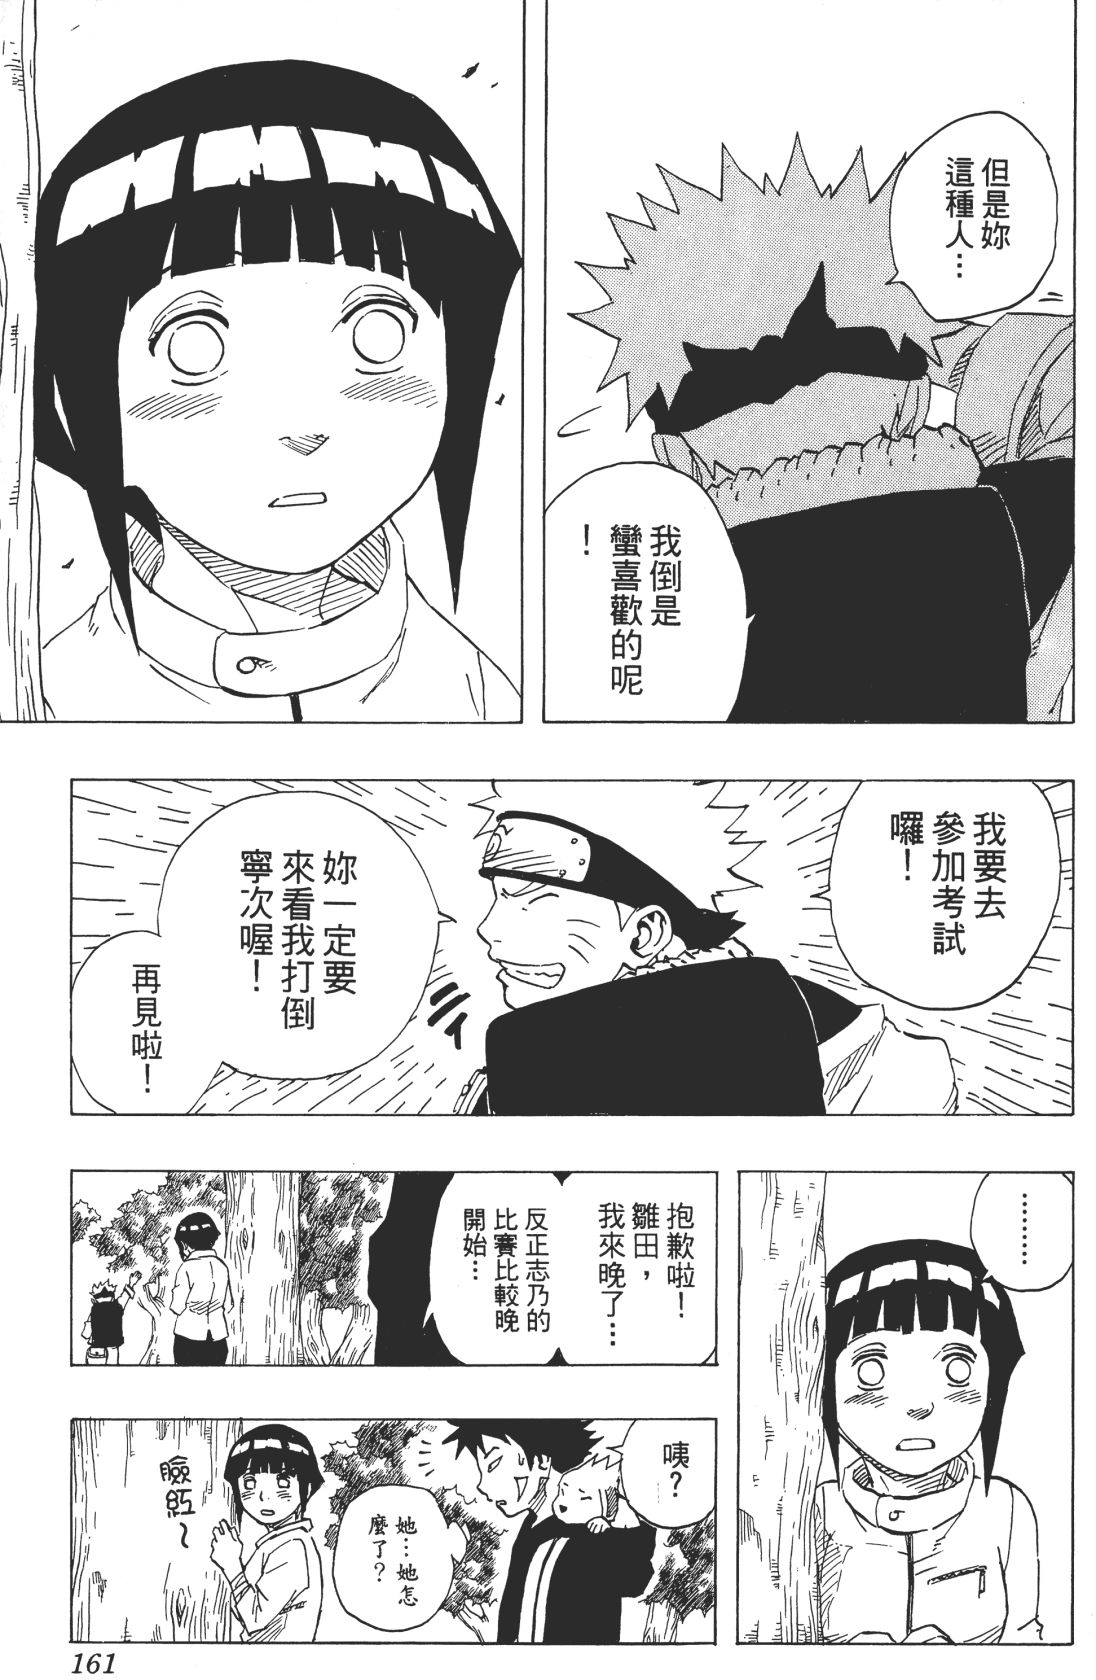 但是妳
這種人…
我倒是
蠻喜歡的呢
！
我要去
參加考試
囉！
妳一定要
來看我打倒
寧次喔！
再見啦！
………
抱歉啦！
雛田，
我來晚了…
反正志乃的
比賽比較晚
開始…
咦？
她…她怎
麼了？
臉紅～
161